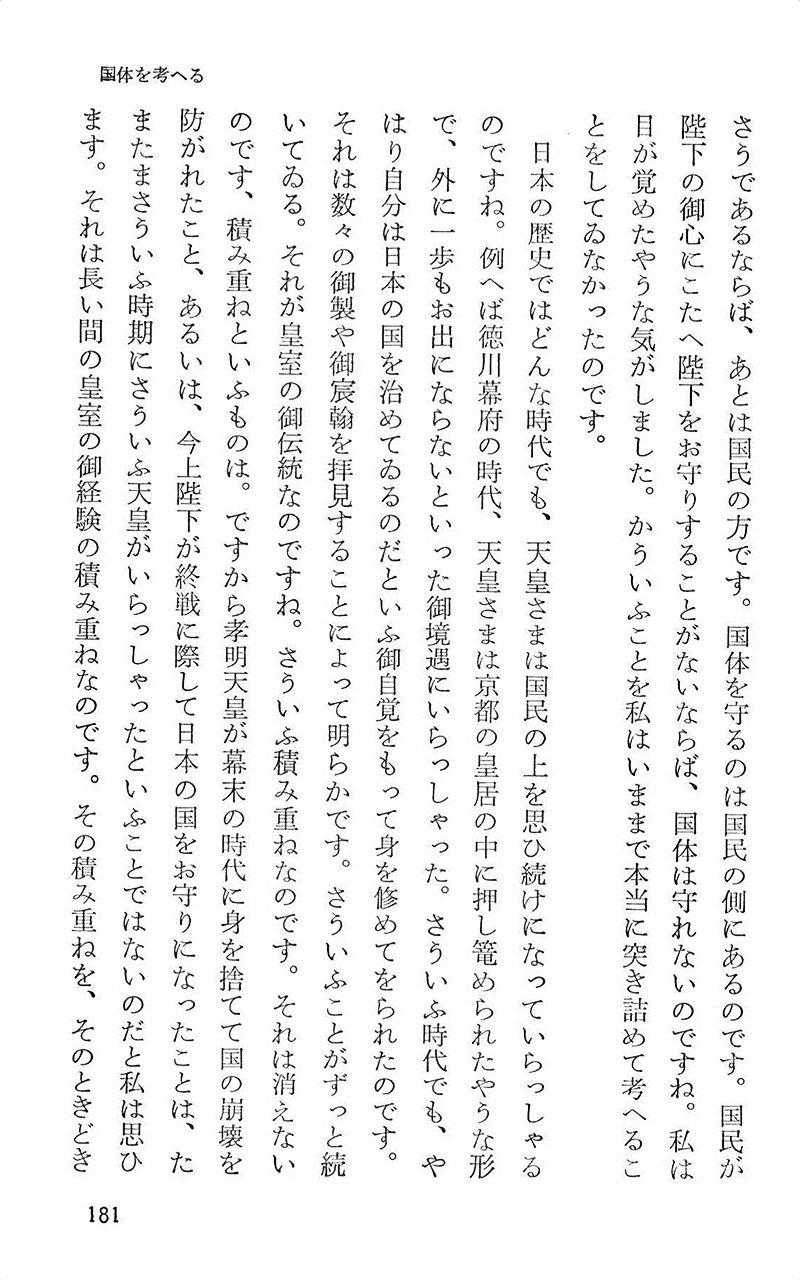 国体を考へる
さうであるならば、あとは国民の方です。国体を守るのは国民の側にあるのです。国民が
陛下の御心にこたへ陛下をお守りすることがないならば、国体は守れないのですね。私は
目が覚めたやうな気がしました。かういふことを私はいままで本当に突き詰めて考へるこ
とをしてゐなかったのです。
日本の歴史ではどんな時代でも、天皇さまは国民の上を思ひ続けになっていらっしゃる
のですね。例へば徳川幕府の時代、天皇さまは京都の皇居の中に押し篭められたやうな形
で、外に一歩もお出にならないといった御境遇にいらっしゃった。さういふ時代でも、や
はり自分は日本の国を治めてゐるのだといふ御自覚をもって身を修めてをられたのです。
それは数々の御製や御宸翰を拝見することによって明らかです。さういふことがずっと続
いてゐる。それが皇室の御伝統なのですね。さういふ積み重ねなのです。それは消えない
のです、積み重ねといふものは。ですから孝明天皇が幕末の時代に身を捨てて国の崩壊を
防がれたこと、あるいは、今上陛下が終戦に際して日本の国をお守りになったことは、た
またまさういふ時期にさういふ天皇がいらっしゃったといふことではないのだと私は思ひ
ます。それは長い間の皇室の御経験の積み重ねなのです。その積み重ねを、そのときどき
181